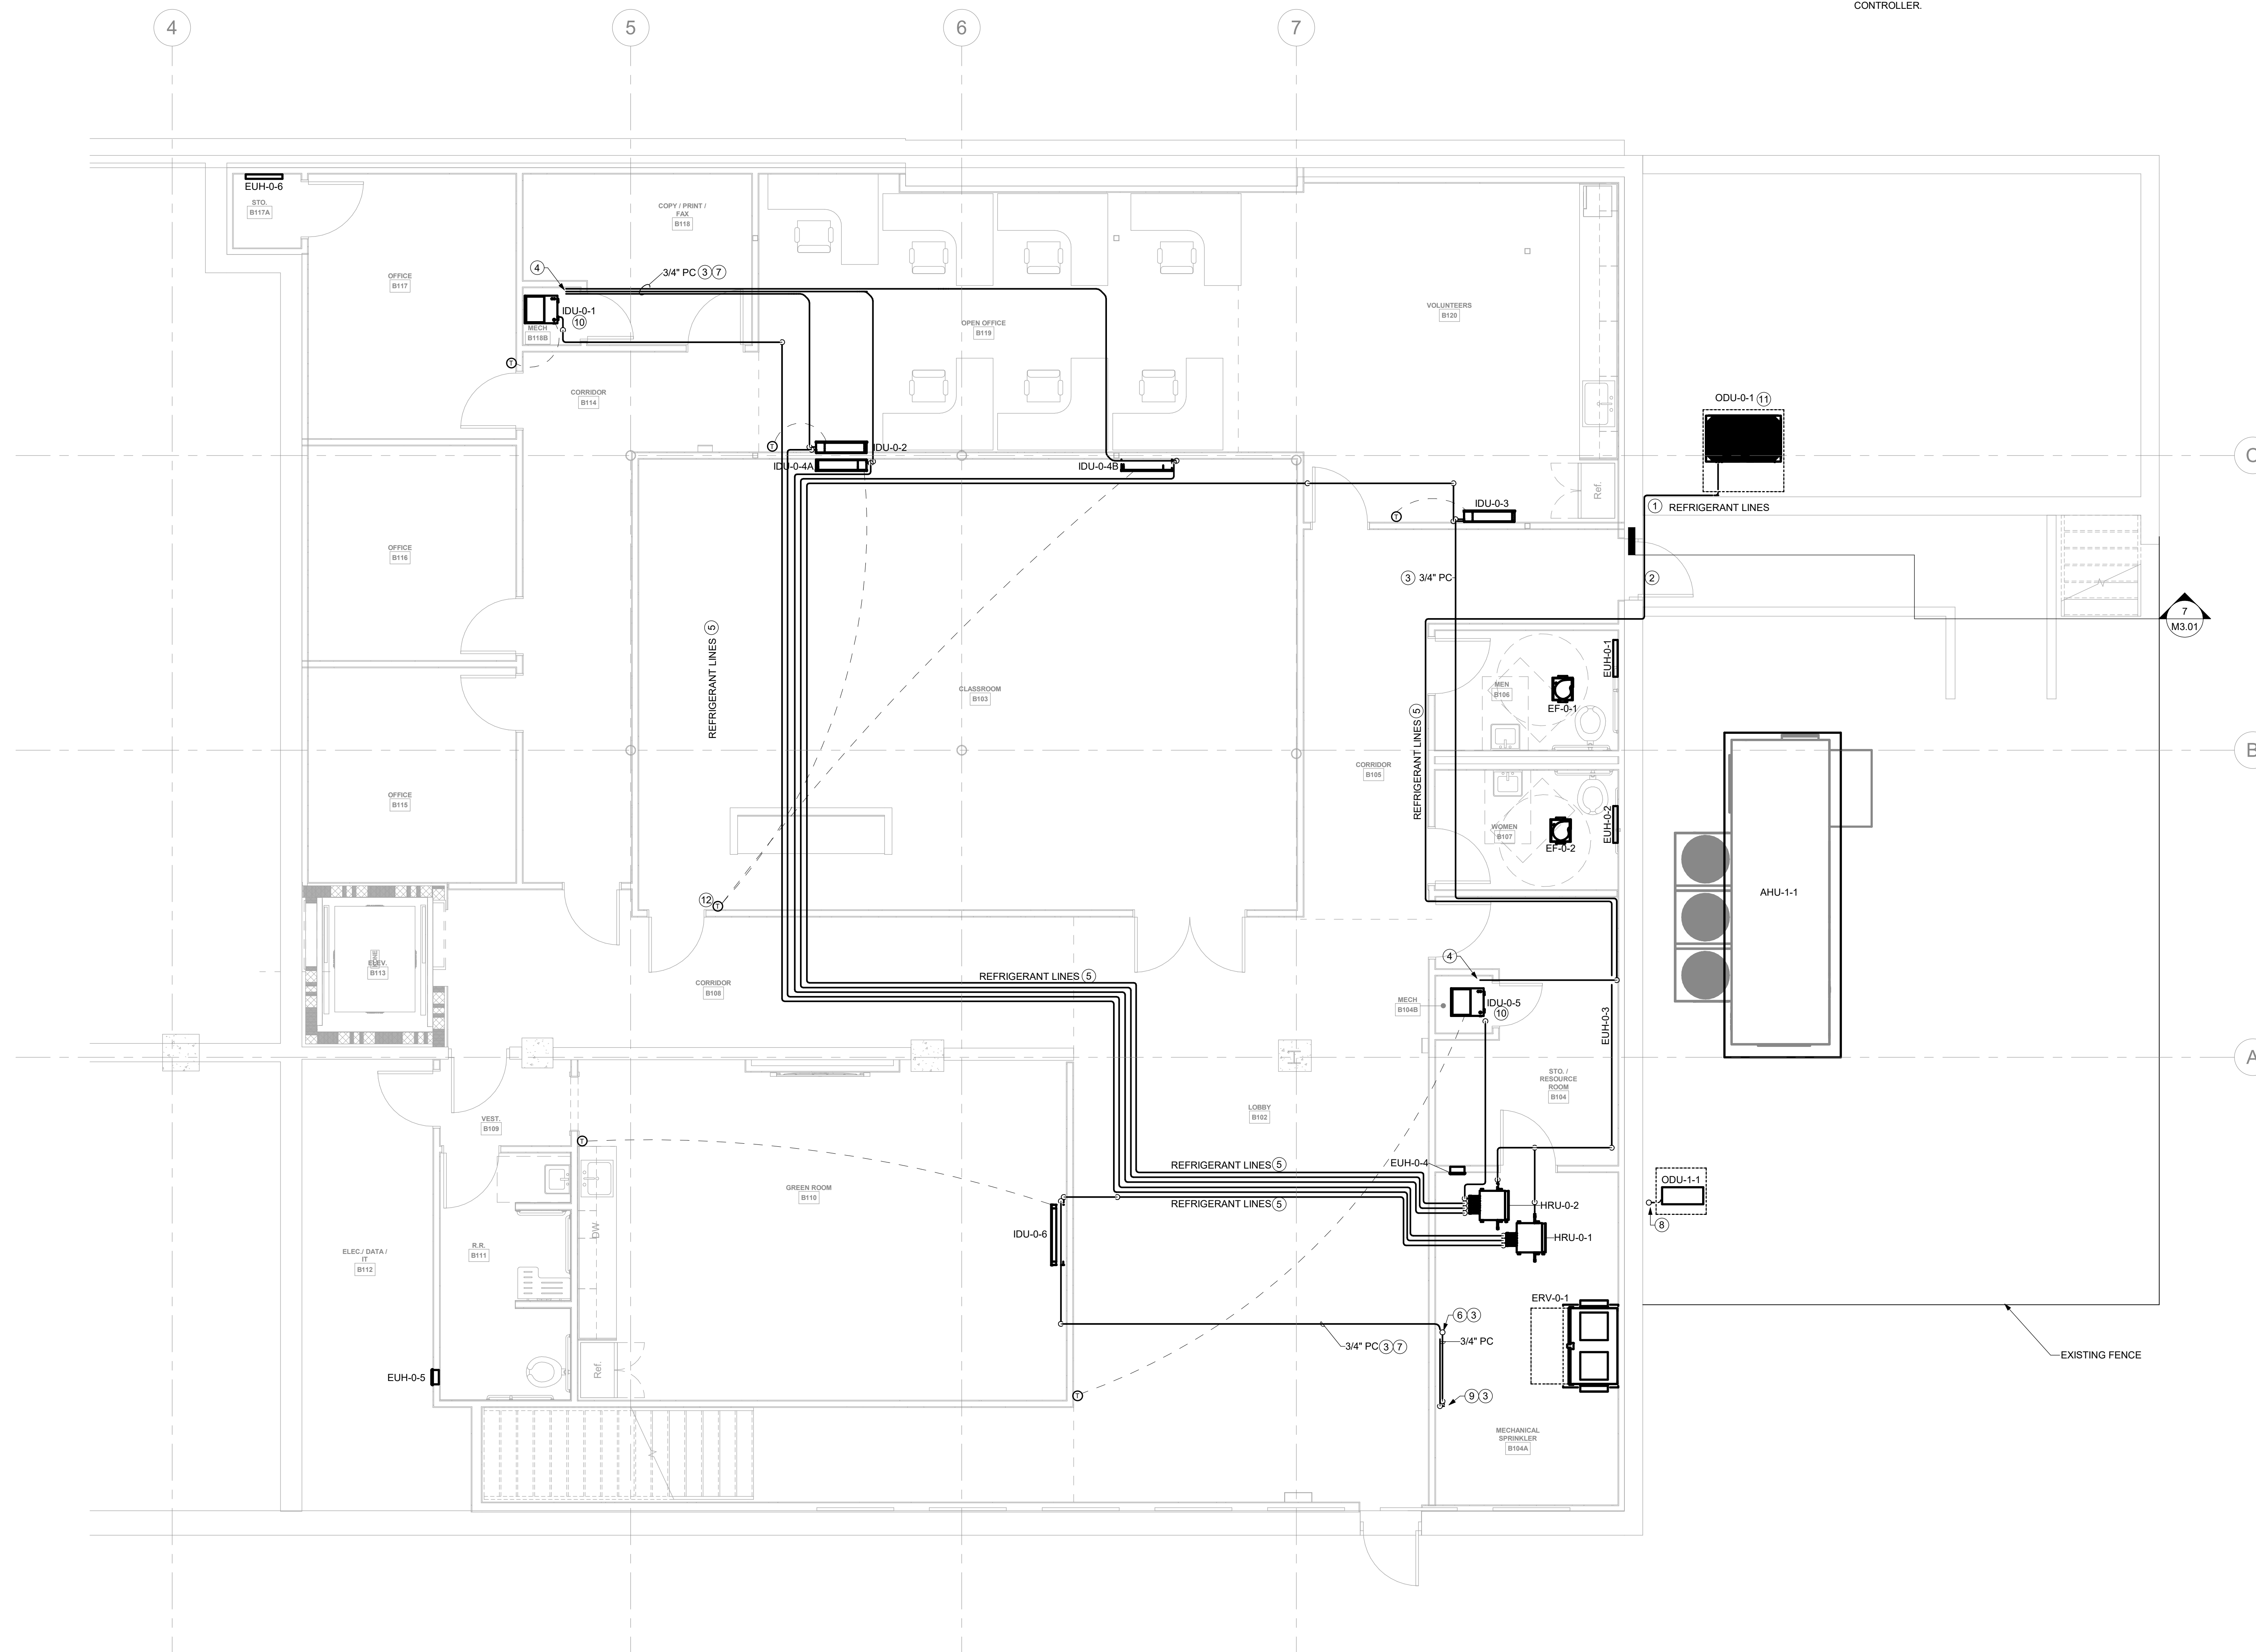 CONTROLLER.
4
5
6
7
EUH-0-6
STO.
B117A
COPY / PRINT /
FAX
B118
4
3/4" PC 3 7
OFFICE
B117
IDU-0-1
10
MECH
B118B
T
OPEN OFFICE
B119
VOLUNTEERS
B120
CORRIDOR
B114
ODU-0-1 11
T
IDU-0-2
IDU-0-4A
IDU-0-4B
C
Ref.
IDU-0-3
T
1 REFRIGERANT LINES
OFFICE
B116
3 3/4" PC
2
7
M3.01
REFRIGERANT LINES 5
CLASSROOM
B103
MEN
B106
EUH-0-1
EF-0-1
REFRIGERANT LINES 5
B
CORRIDOR
B105
OFFICE
B115
WOMEN
B107
EUH-0-2
EF-0-2
AHU-1-1
12
T
ELEV.
B113
REFRIGERANT LINES 5
4
CORRIDOR
B108
MECH
B104B
IDU-0-5
10
EUH-0-3
A
STO. /
RESOURCE
ROOM
B104
VEST.
B109
LOBBY
B102
T
REFRIGERANT LINES 5
EUH-0-4
GREEN ROOM
B110
REFRIGERANT LINES 5
ODU-1-1
8
HRU-0-2
DW
IDU-0-6
HRU-0-1
R.R.
B111
ELEC./ DATA /
IT
B112
ERV-0-1
6 3
3/4" PC
3/4" PC 3 7
EXISTING FENCE
Ref.
EUH-0-5
T
9 3
MECHANICAL
SPRINKLER
B104A